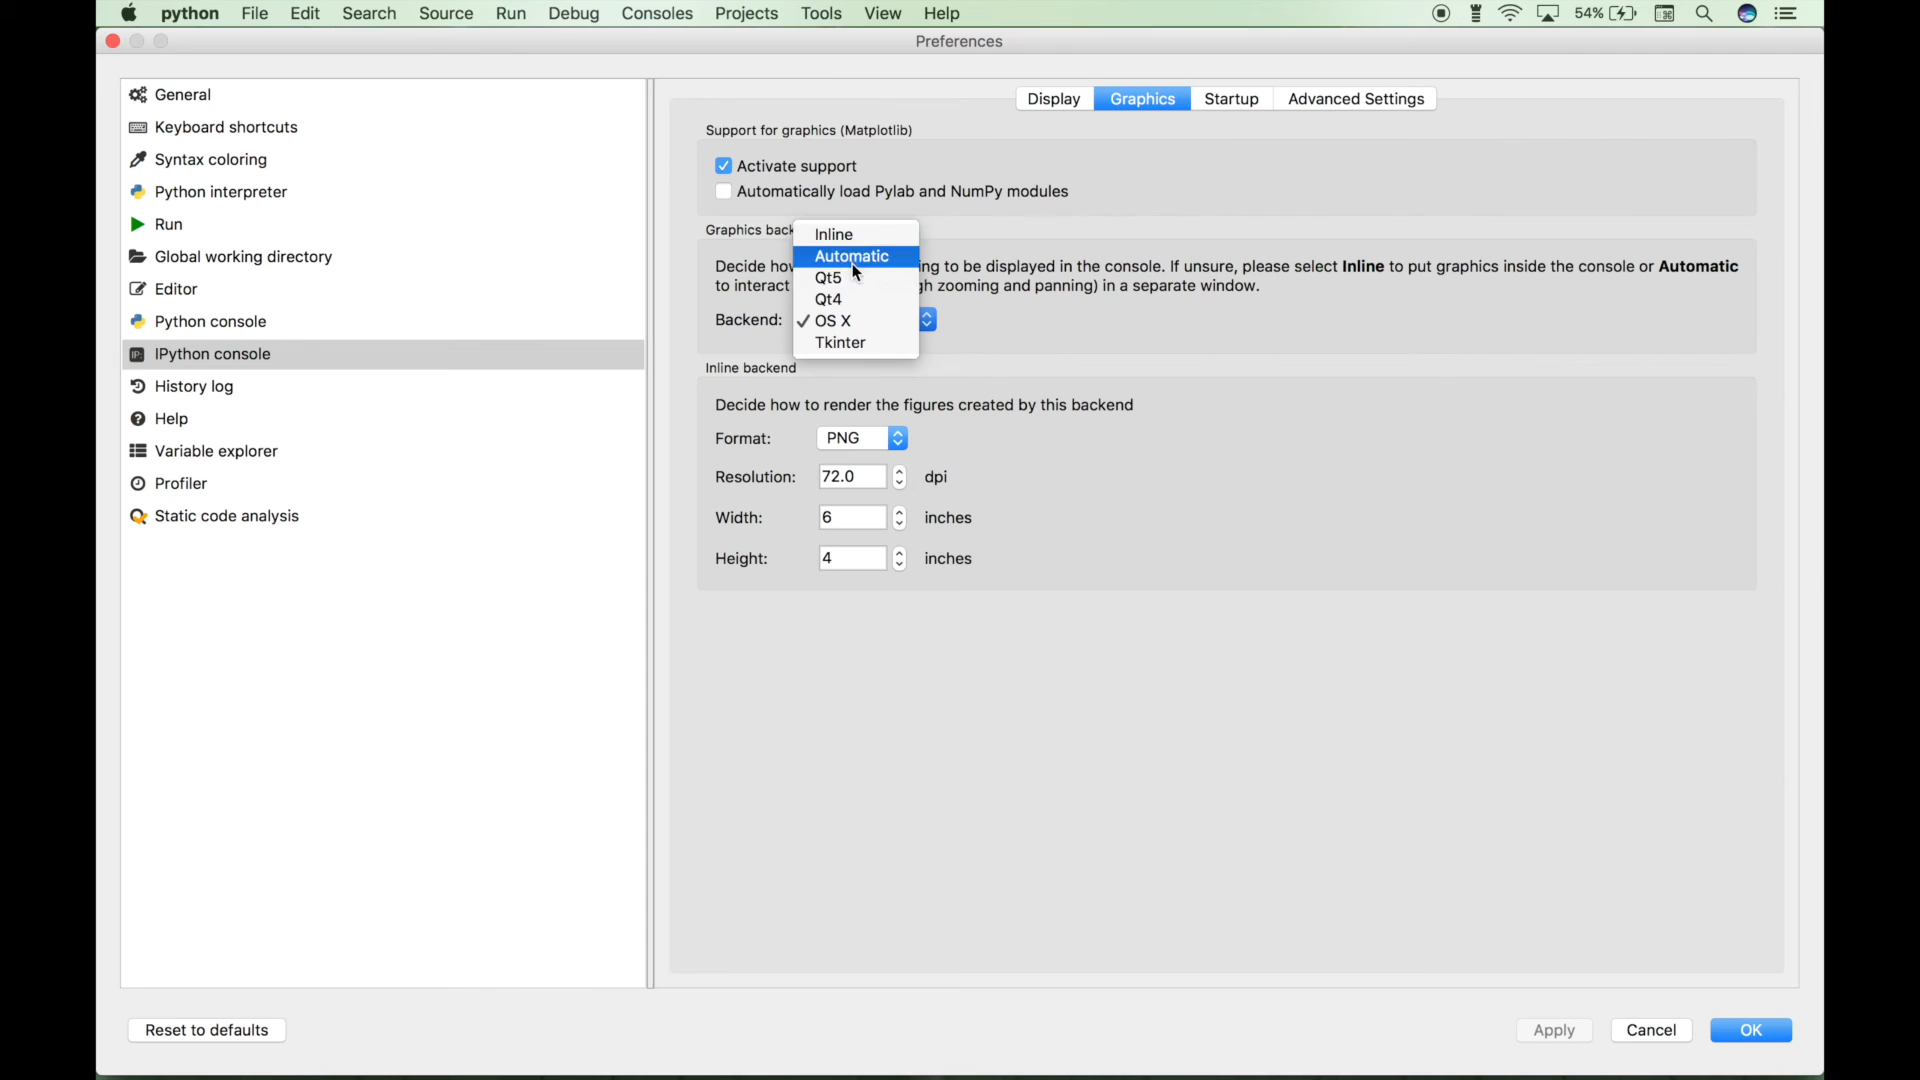 python File Edit Search Source Run Debug Consoles Projects Tools View Help 54%
Preferences
General
Keyboard shortcuts
Syntax coloring
Python interpreter
Run
Global working directory
Editor
Python console
IPython console
History log
Help
Variable explorer
Profiler
Static code analysis
Display Graphics Startup Advanced Settings
Support for graphics (Matplotlib)
Activate support
Automatically load Pylab and NumPy modules
Graphics back
Decide how ing to be displayed in the console. If unsure, please select Inline to put graphics inside the console or Automatic
to interact gh zooming and panning) in a separate window.
Backend:
Inline
Automatic
Qt5
Qt4
OS X
Tkinter
Inline backend
Decide how to render the figures created by this backend
Format: PNG
Resolution: 72.0 dpi
Width: 6 inches
Height: 4 inches
Reset to defaults Apply Cancel OK